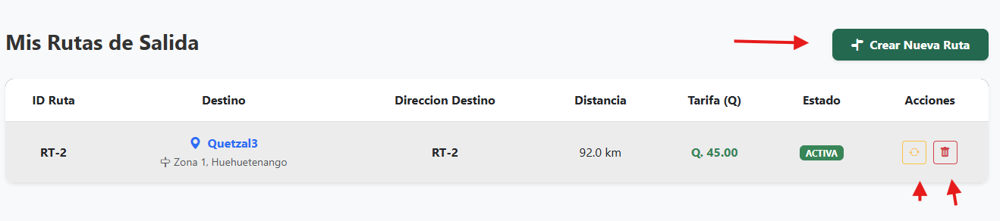 Mis Rutas de Salida
Crear Nueva Ruta
ID Ruta Destino Direccion Destino Distancia Tarifa (Q) Estado Acciones
RT-2 Quetzal3 RT-2 92.0 km Q. 45.00 ACTIVA
Zona 1, Huehuetenango